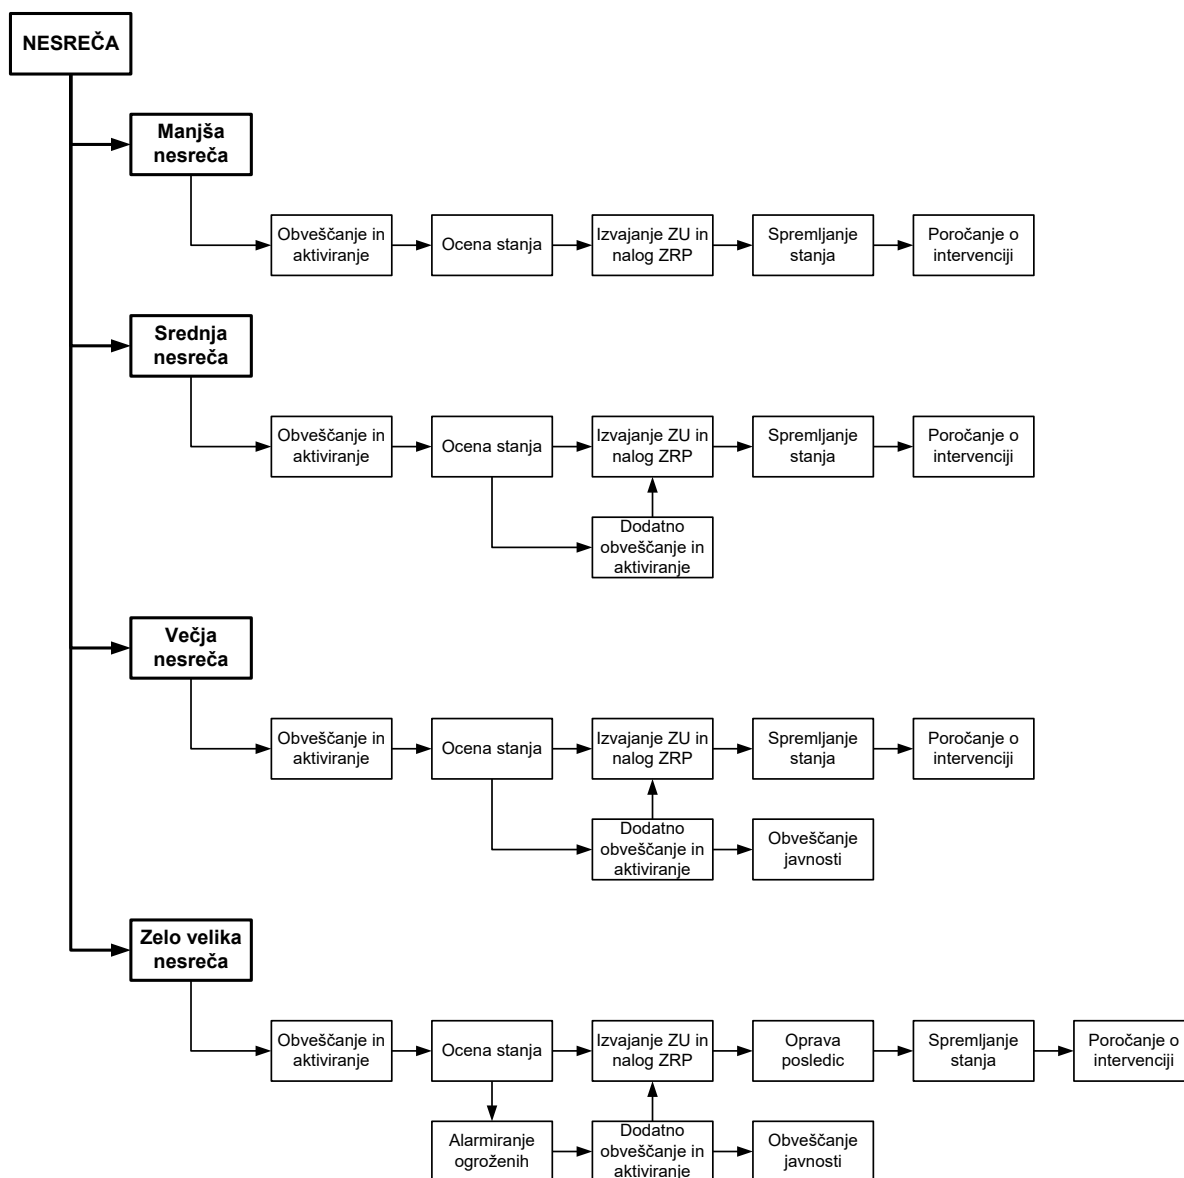 NESREČA
Manjša
nesreča
Obveščanje in
aktiviranje
Ocena stanja
Izvajanje ZU in
nalog ZRP
Spremljanje
stanja
Poročanje o
intervenciji
Srednja
nesreča
Obveščanje in
aktiviranje
Ocena stanja
Izvajanje ZU in
nalog ZRP
Spremljanje
stanja
Poročanje o
intervenciji
Dodatno
obveščanje in
aktiviranje
Večja
nesreča
Obveščanje in
aktiviranje
Ocena stanja
Izvajanje ZU in
nalog ZRP
Spremljanje
stanja
Poročanje o
intervenciji
Dodatno
obveščanje in
aktiviranje
Obveščanje
javnosti
Zelo velika
nesreča
Obveščanje in
aktiviranje
Ocena stanja
Izvajanje ZU in
nalog ZRP
Oprava
posledic
Spremljanje
stanja
Poročanje o
intervenciji
Alarmiranje
ogroženih
Dodatno
obveščanje in
aktiviranje
Obveščanje
javnosti